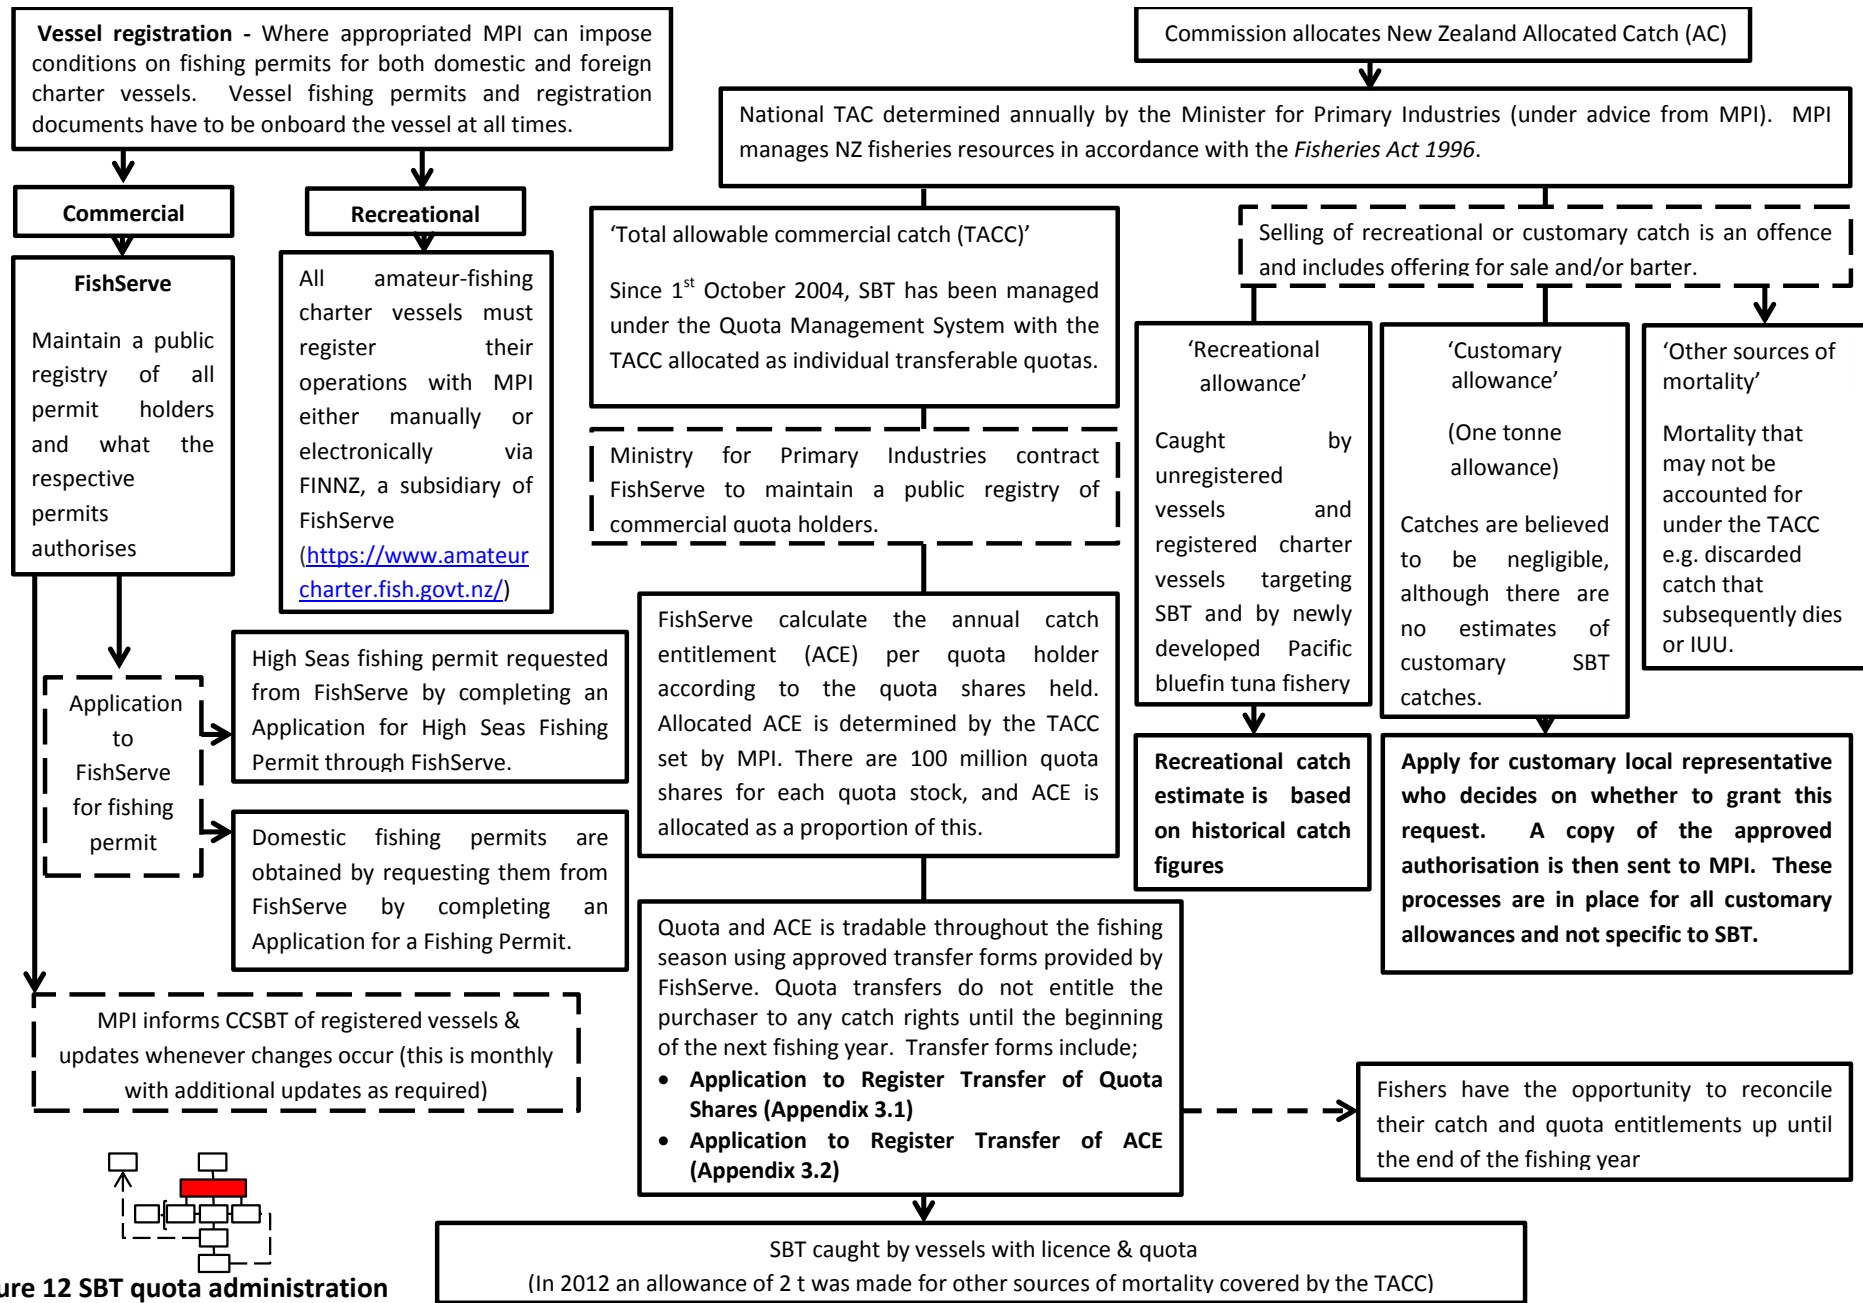 Vessel registration - Where appropriated MPI can impose
conditions on fishing permits for both domestic and foreign
charter vessels. Vessel fishing permits and registration
documents have to be onboard the vessel at all times.
Commercial
Recreational
FishServe
Maintain a public
registry of all
permit holders
and what the
respective
permits
authorises
All amateur-fishing
charter vessels must
register their
operations with MPI
either manually or
electronically via
FINNZ, a subsidiary of
FishServe
(https://www.amateur
charter.fish.govt.nz/)
Application
to
FishServe
for fishing
permit
High Seas fishing permit requested
from FishServe by completing an
Application for High Seas Fishing
Permit through FishServe.
Domestic fishing permits are
obtained by requesting them from
FishServe by completing an
Application for a Fishing Permit.
MPI informs CCSBT of registered vessels &
updates whenever changes occur (this is monthly
with additional updates as required)
Commission allocates New Zealand Allocated Catch (AC)
National TAC determined annually by the Minister for Primary Industries (under advice from MPI). MPI
manages NZ fisheries resources in accordance with the Fisheries Act 1996.
‘Total allowable commercial catch (TACC)’
Since 1st October 2004, SBT has been managed
under the Quota Management System with the
TACC allocated as individual transferable quotas.
Ministry for Primary Industries contract
FishServe to maintain a public registry of
commercial quota holders.
FishServe calculate the annual catch
entitlement (ACE) per quota holder
according to the quota shares held.
Allocated ACE is determined by the TACC
set by MPI. There are 100 million quota
shares for each quota stock, and ACE is
allocated as a proportion of this.
Quota and ACE is tradable throughout the fishing
season using approved transfer forms provided by
FishServe. Quota transfers do not entitle the
purchaser to any catch rights until the beginning
of the next fishing year. Transfer forms include;
• Application to Register Transfer of Quota
Shares (Appendix 3.1)
• Application to Register Transfer of ACE
(Appendix 3.2)
Selling of recreational or customary catch is an offence
and includes offering for sale and/or barter.
‘Recreational
allowance’
Caught by
unregistered
vessels and
registered charter
vessels targeting
SBT and by newly
developed Pacific
bluefin tuna fishery
‘Customary
allowance’
(One tonne
allowance)
Catches are believed
to be negligible,
although there are
no estimates of
customary SBT
catches.
‘Other sources of
mortality’
Mortality that
may not be
accounted for
under the TACC
e.g. discarded
catch that
subsequently dies
or IUU.
Recreational catch
estimate is based
on historical catch
figures
Apply for customary local representative
who decides on whether to grant this
request. A copy of the approved
authorisation is then sent to MPI. These
processes are in place for all customary
allowances and not specific to SBT.
Fishers have the opportunity to reconcile
their catch and quota entitlements up until
the end of the fishing year
SBT caught by vessels with licence & quota
(In 2012 an allowance of 2 t was made for other sources of mortality covered by the TACC)
ure 12 SBT quota administration